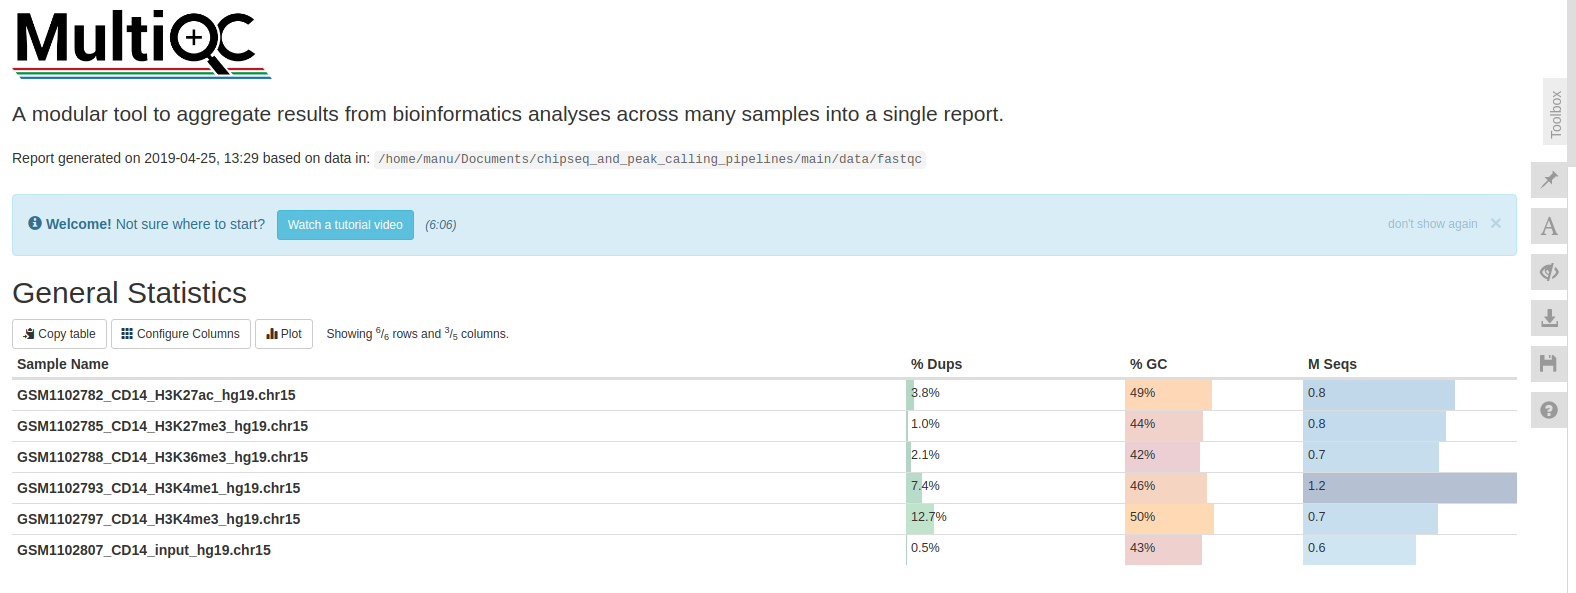 MultiQC
A modular tool to aggregate results from bioinformatics analyses across many samples into a single report.
Report generated on 2019-04-25, 13:29 based on data in: /home/manu/Documents/chipseq_and_peak_calling_pipelines/main/data/fastqc
Toolbox
Welcome! Not sure where to start? Watch a tutorial video (6:06) don't show again ×
General Statistics
Copy table Configure Columns Plot Showing 6/6 rows and 3/5 columns.
Sample Name % Dups % GC M Seqs
GSM1102782_CD14_H3K27ac_hg19.chr15 3.8% 49% 0.8
GSM1102785_CD14_H3K27me3_hg19.chr15 1.0% 44% 0.8
GSM1102788_CD14_H3K36me3_hg19.chr15 2.1% 42% 0.7
GSM1102793_CD14_H3K4me1_hg19.chr15 7.4% 46% 1.2
GSM1102797_CD14_H3K4me3_hg19.chr15 12.7% 50% 0.7
GSM1102807_CD14_input_hg19.chr15 0.5% 43% 0.6